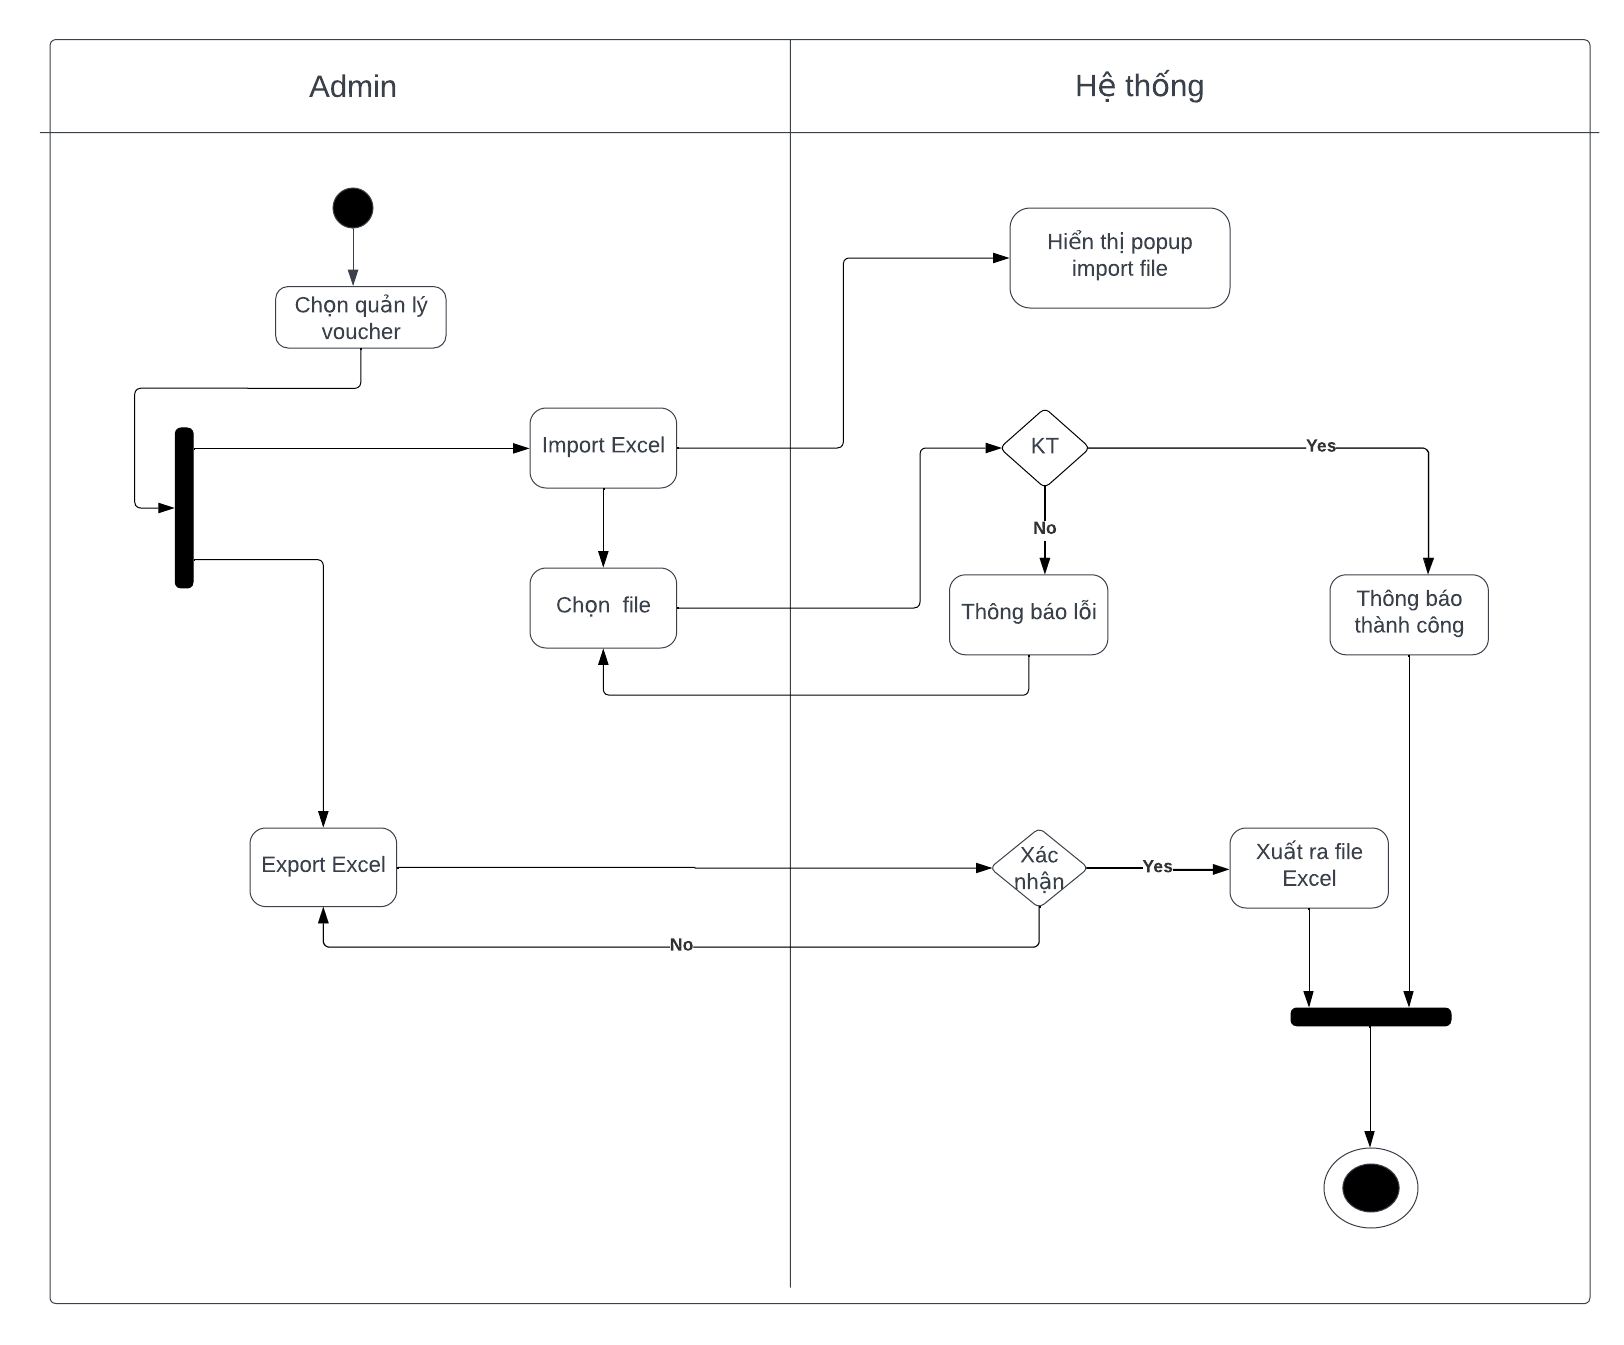 Admin
Hệ thống
Hiển thị popup
import file
Chọn quản lý
voucher
Import Excel
KT
Yes
No
Chọn  file
Thông báo lỗi
Thông báo
thành công
Export Excel
Xác
nhận
Yes
Xuất ra file
Excel
No